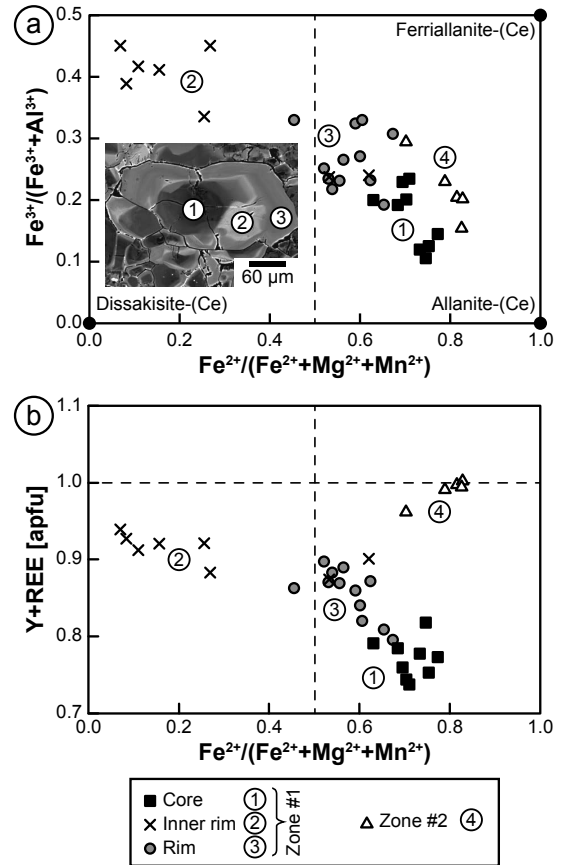 a
0.5
0.4
0.3
0.2
0.1
0.0
Fe³⁺/(Fe³⁺+Al³⁺)
Ferriallanite-(Ce)
2
3
4
1
1
2
3
60 µm
Dissakisite-(Ce)
Allanite-(Ce)
0.0 0.2 0.4 0.6 0.8 1.0
Fe²⁺/(Fe²⁺+Mg²⁺+Mn²⁺)
b
1.1
1.0
0.9
0.8
0.7
Y+REE [apfu]
4
2
3
1
0.0 0.2 0.4 0.6 0.8 1.0
Fe²⁺/(Fe²⁺+Mg²⁺+Mn²⁺)
Core 1
Inner rim 2
Rim 3
Zone #1
Zone #2 4